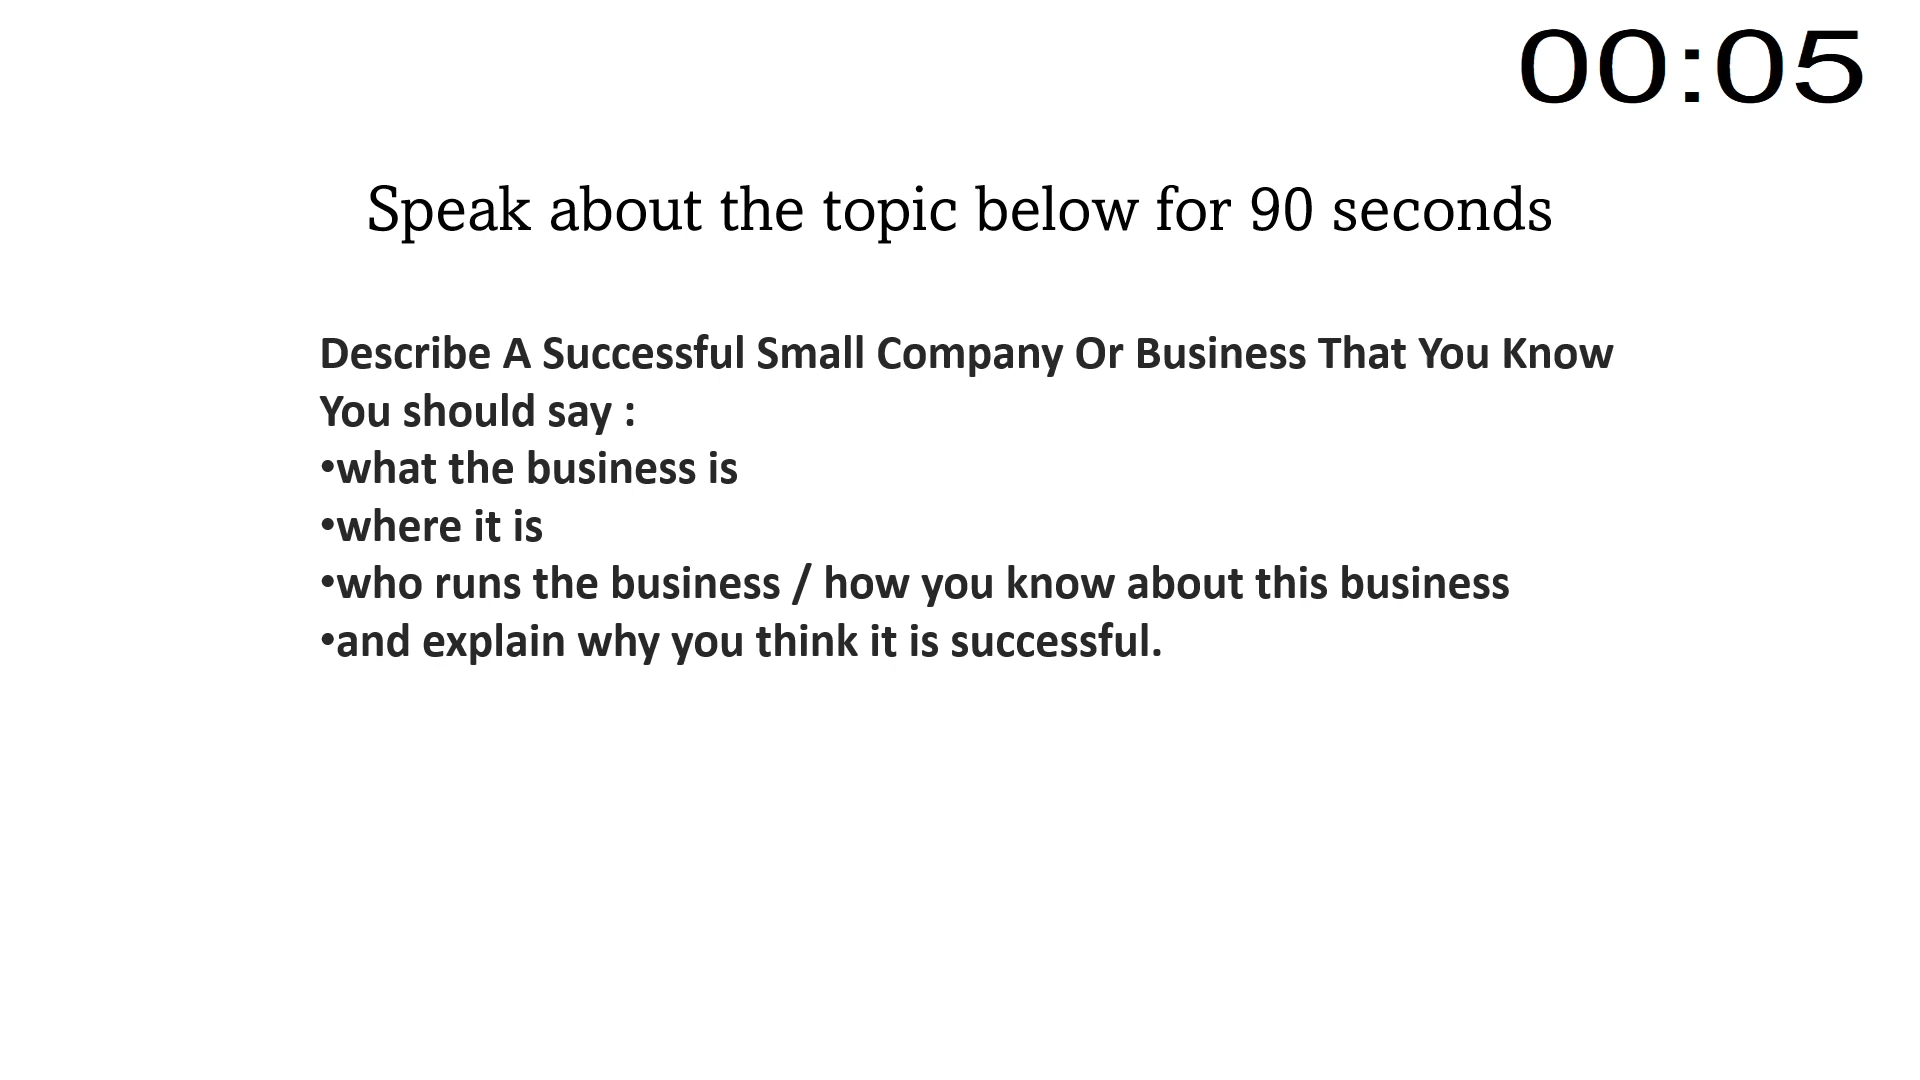 00:05
Speak about the topic below for 90 seconds
Describe A Successful Small Company Or Business That You Know
You should say :
•what the business is
•where it is
•who runs the business / how you know about this business
•and explain why you think it is successful.